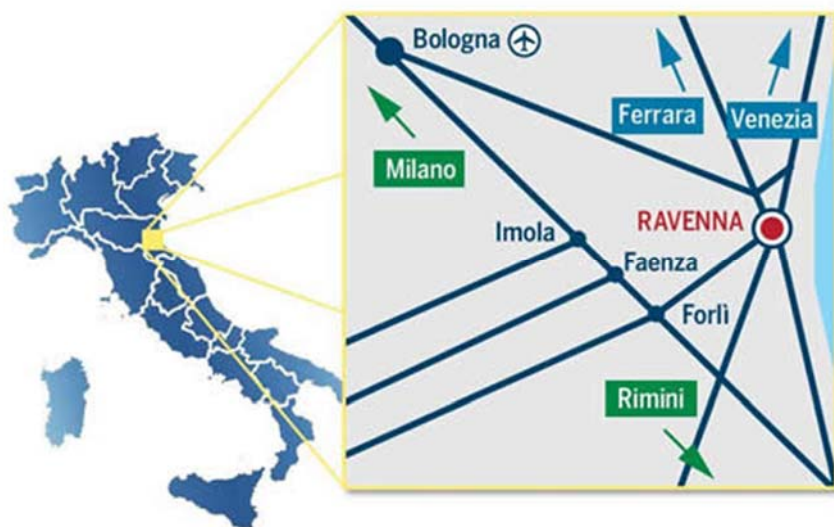 Bologna
Ferrara
Venezia
Milano
RAVENNA
Imola
Faenza
Forlì
Rimini